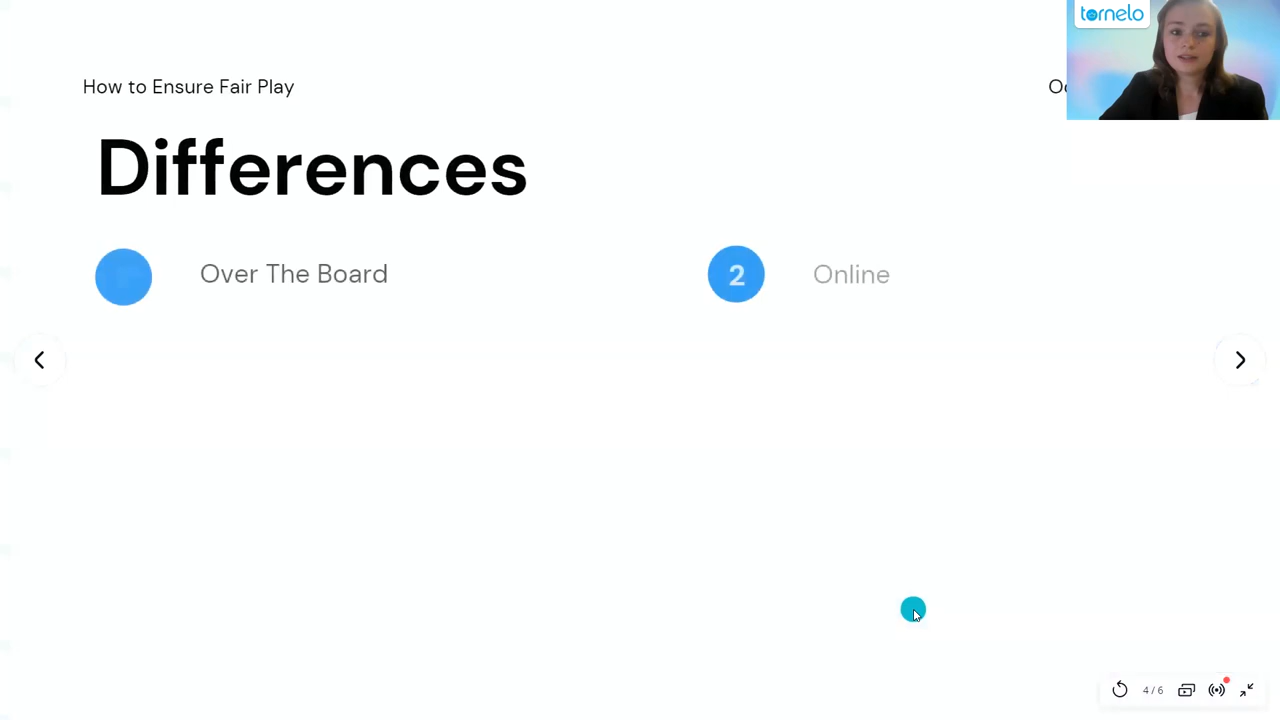 tornelo
How to Ensure Fair Play
Differences
Over The Board
2 Online
4 / 6